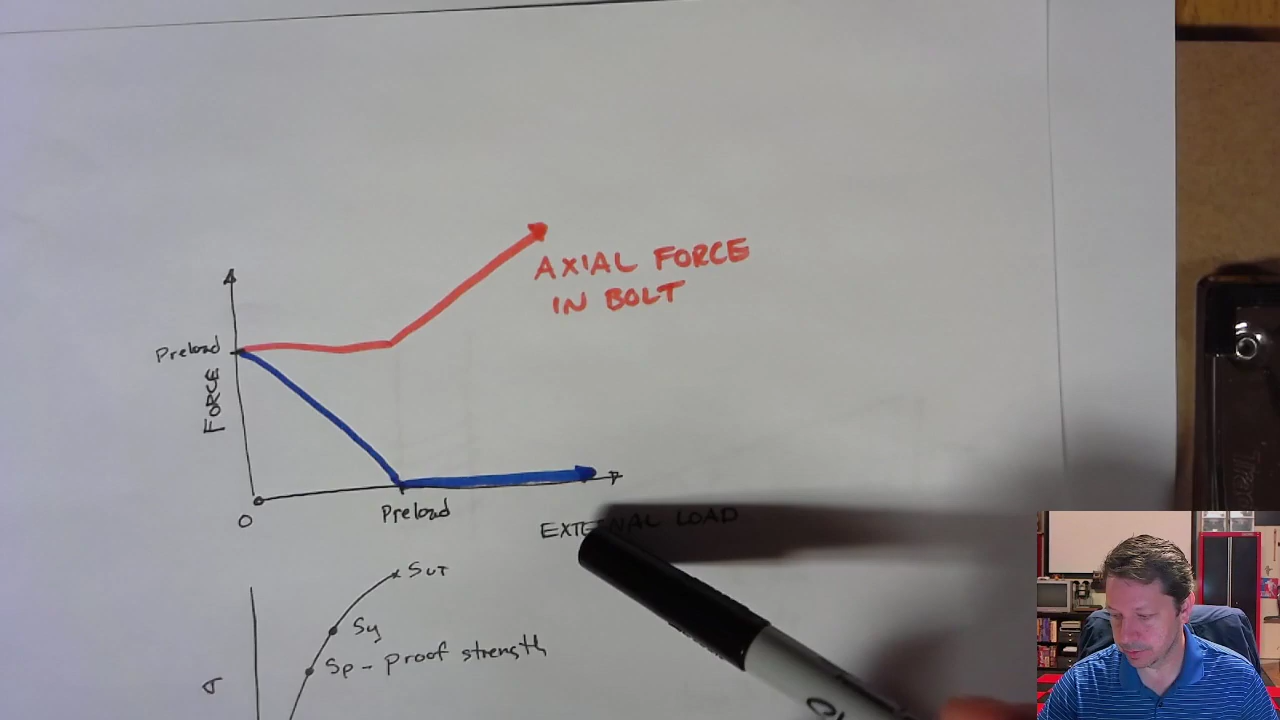 AXIAL FORCE
IN BOLT
Preload
FORCE
0
Preload
EXTERNAL LOAD
SUT
Sy
Sp - proof strength
σ